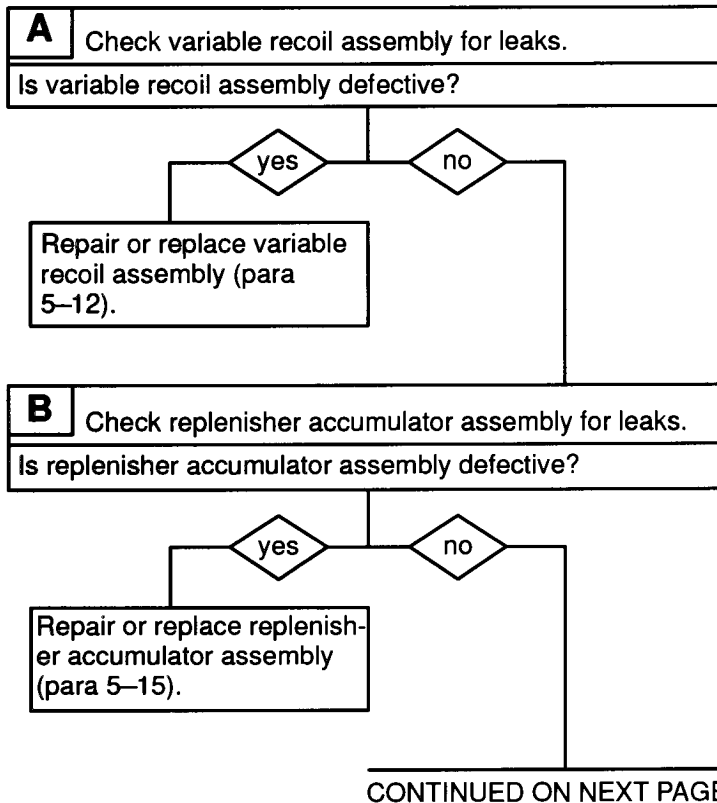 A Check variable recoil assembly for leaks.
Is variable recoil assembly defective?
yes no
Repair or replace variable
recoil assembly (para
5–12).
B Check replenisher accumulator assembly for leaks.
Is replenisher accumulator assembly defective?
yes no
Repair or replace replenish-
er accumulator assembly
(para 5–15).
CONTINUED ON NEXT PAGE